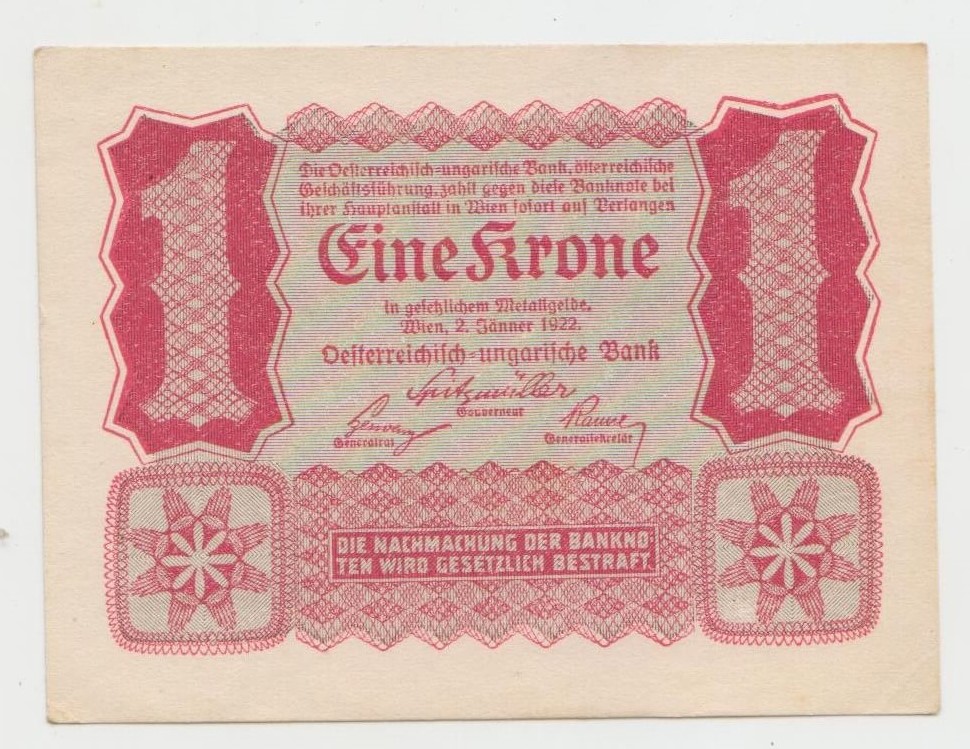 1
1
Die Oesterreichisch-ungarische Bank, österreichische
Geschäftsführung, zahlt gegen diese Banknote bei
ihrer Hauptanstalt in Wien sofort auf Verlangen
Eine Krone
in gesetzlichem Metallgelde.
Wien, 2. Jänner 1922.
Oesterreichisch-ungarische Bank
Spitzmüller
Gouverneur
Generalrat
Generalsekretär
DIE NACHMACHUNG DER BANKNO-
TEN WIRD GESETZLICH BESTRAFT.